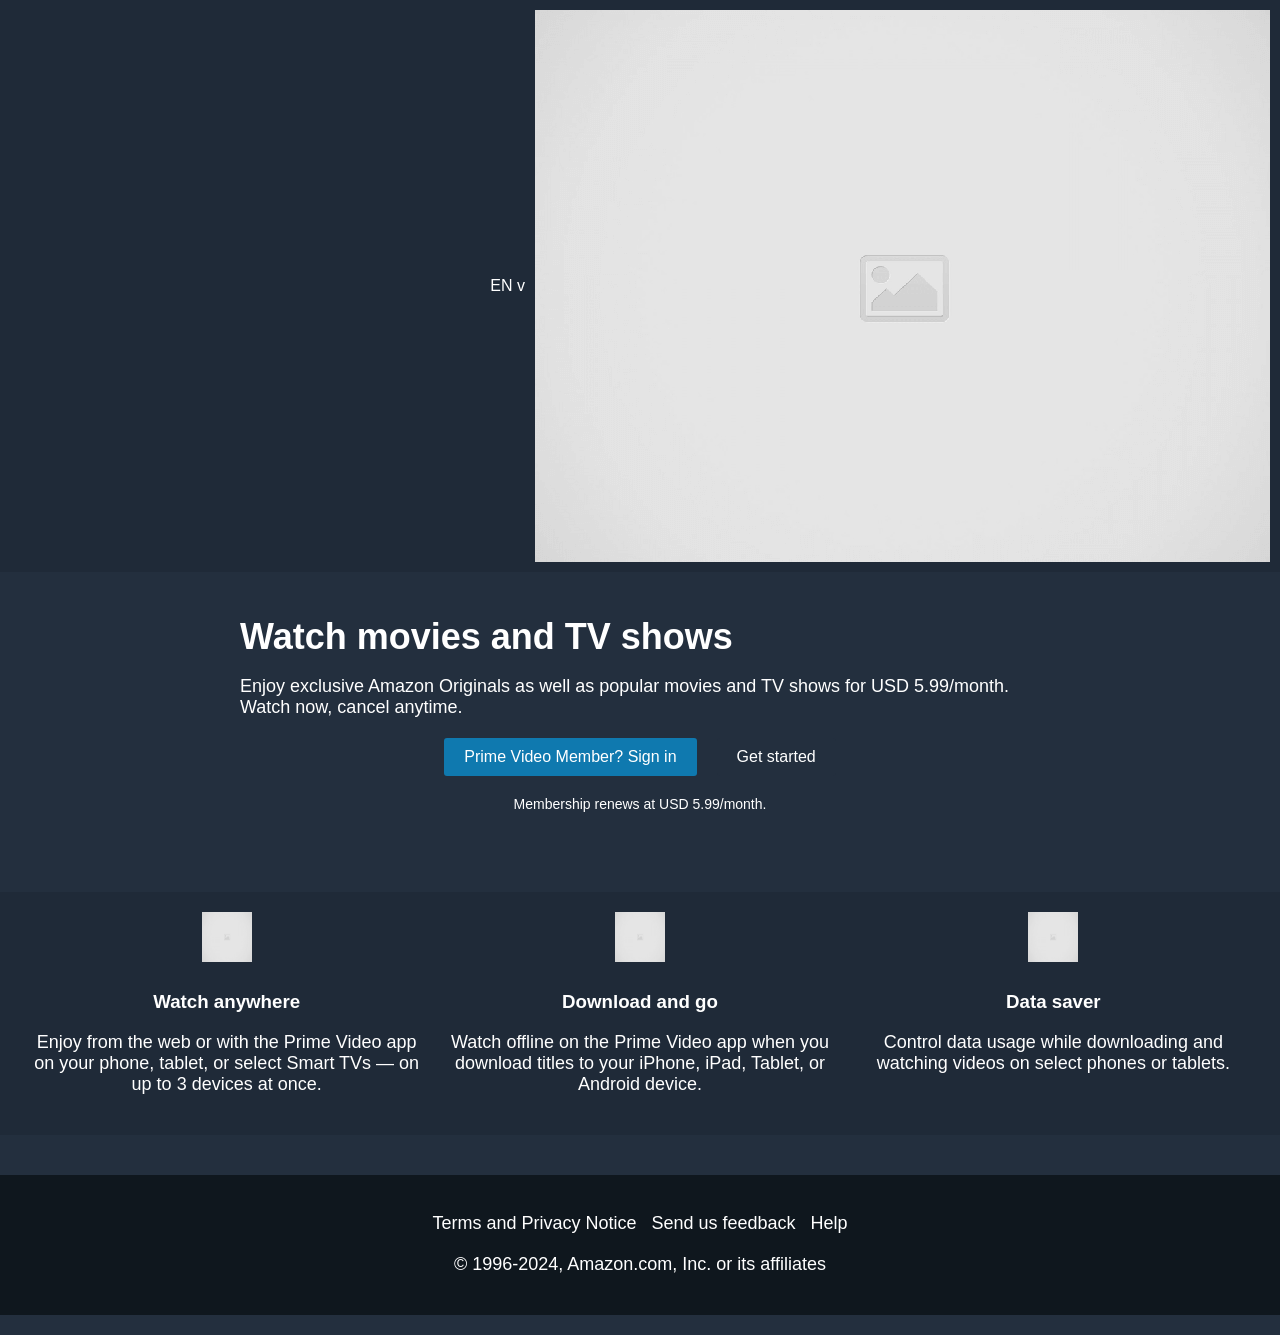 EN v
Watch movies and TV shows
Enjoy exclusive Amazon Originals as well as popular movies and TV shows for USD 5.99/month.
Watch now, cancel anytime.
Prime Video Member? Sign in
Get started
Membership renews at USD 5.99/month.
Watch anywhere
Enjoy from the web or with the Prime Video app
on your phone, tablet, or select Smart TVs — on
up to 3 devices at once.
Download and go
Watch offline on the Prime Video app when you
download titles to your iPhone, iPad, Tablet, or
Android device.
Data saver
Control data usage while downloading and
watching videos on select phones or tablets.
Terms and Privacy Notice Send us feedback Help
© 1996-2024, Amazon.com, Inc. or its affiliates